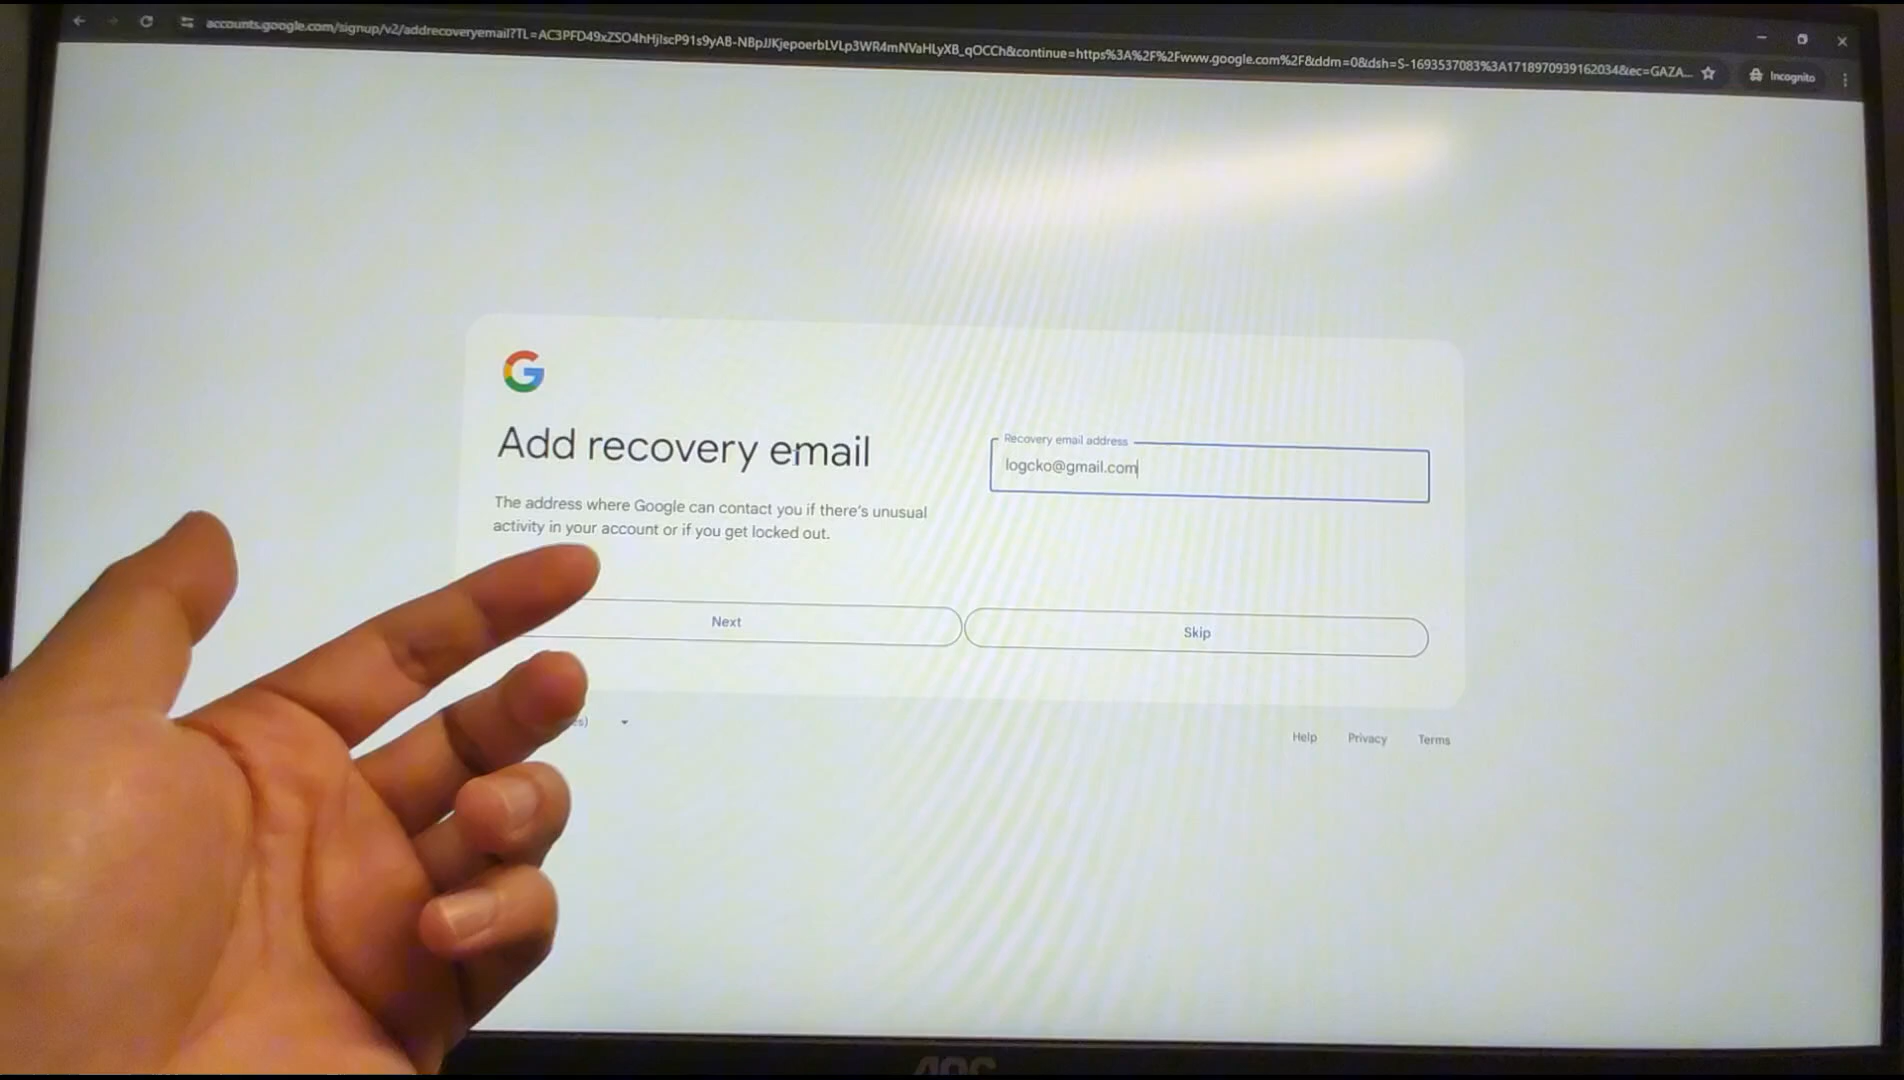 accounts.google.com/signup/v2/addrecoveryemail?TL=AC3PFD49xZSO4hHjIscP91s9yAB-NBpJJKjepoerbLVLp3WR4mNVaHLyXB_qOCCh&continue=https%3A%2F%2Fwww.google.com%2F&ddm=0&dsh=S-1693537083%3A1718970939162034&ec=GAZA...
Incognito
Add recovery email
Recovery email address
logcko@gmail.com
The address where Google can contact you if there's unusual
activity in your account or if you get locked out.
Next
Skip
Help Privacy Terms
AOC